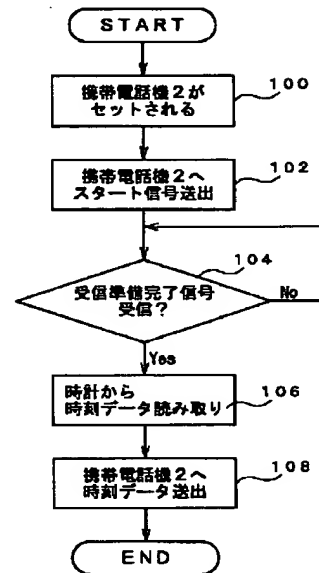 START
携帯電話機2が
セットされる
100
携帯電話機2へ
スタート信号送出
102
104
受信準備完了信号
受信?
No
Yes
時計から
時刻データ読み取り
106
携帯電話機2へ
時刻データ送出
108
END